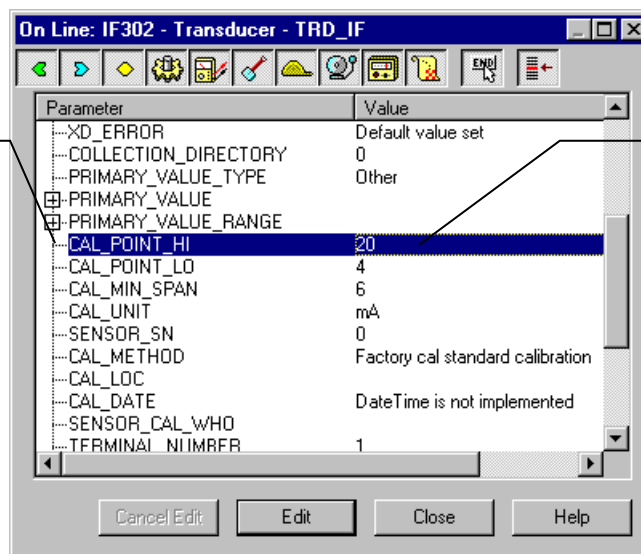 On Line: IF302 - Transducer - TRD_IF
END
Parameter Value
XD_ERROR Default value set
COLLECTION_DIRECTORY 0
PRIMARY_VALUE_TYPE Other
PRIMARY_VALUE
PRIMARY_VALUE_RANGE
CAL_POINT_HI 20
CAL_POINT_LO 4
CAL_MIN_SPAN 6
CAL_UNIT mA
SENSOR_SN 0
CAL_METHOD Factory cal standard calibration
CAL_LOC
CAL_DATE DateTime is not implemented
SENSOR_CAL_WHO
TERMINAL_NUMBER 1
Cancel Edit Edit Close Help